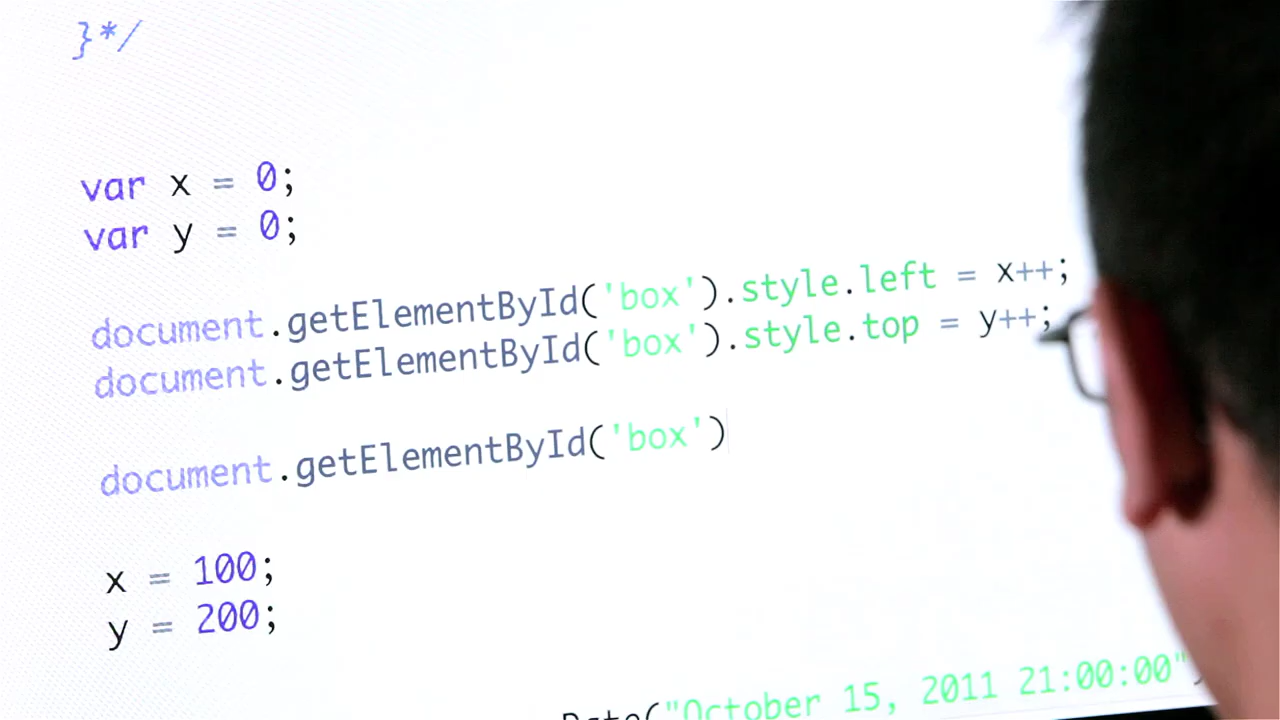 }*/
var x = 0;
var y = 0;
document.getElementById('box').style.left = x++;
document.getElementById('box').style.top = y++;
document.getElementById('box')
x = 100;
y = 200;
Date("October 15, 2011 21:00:00")